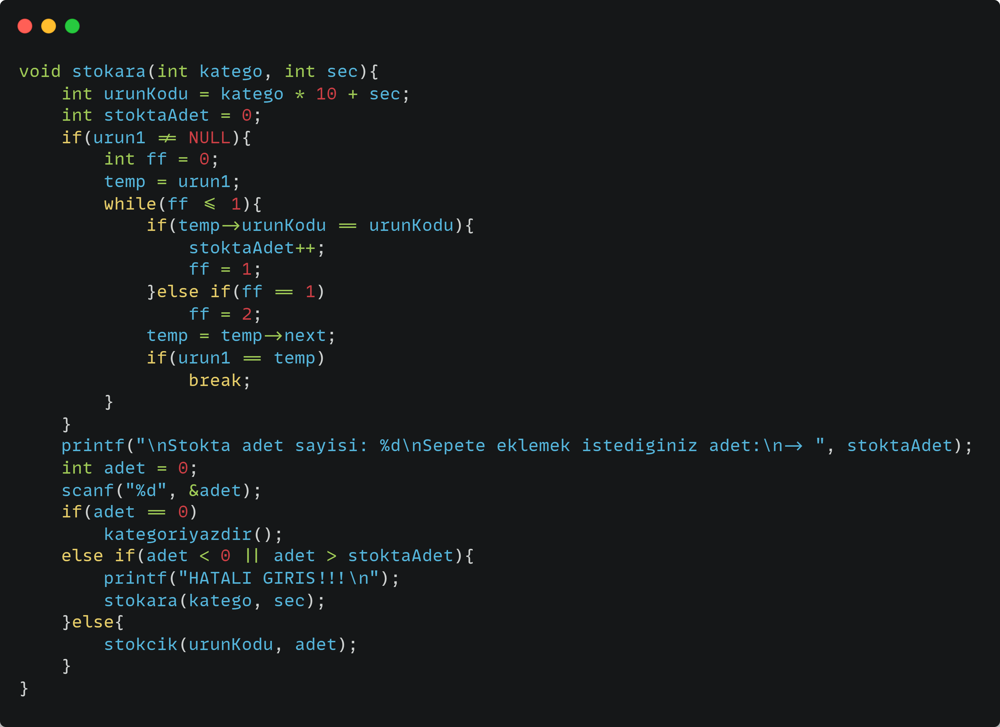 void stokara(int katego, int sec){
    int urunKodu = katego * 10 + sec;
    int stoktaAdet = 0;
    if(urun1 != NULL){
        int ff = 0;
        temp = urun1;
        while(ff <= 1){
            if(temp->urunKodu == urunKodu){
                stoktaAdet++;
                ff = 1;
            }else if(ff == 1)
                ff = 2;
            temp = temp->next;
            if(urun1 == temp)
                break;
        }
    }
    printf("\nStokta adet sayisi: %d\nSepete eklemek istediginiz adet:\n-> ", stoktaAdet);
    int adet = 0;
    scanf("%d", &adet);
    if(adet == 0)
        kategoriyazdir();
    else if(adet < 0 || adet > stoktaAdet){
        printf("HATALI GIRIS!!!\n");
        stokara(katego, sec);
    }else{
        stokcik(urunKodu, adet);
    }
}